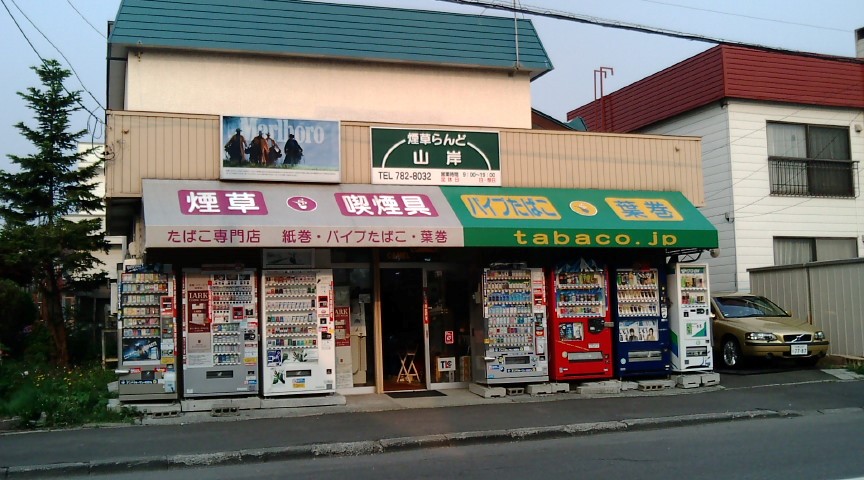 Marlboro
煙草らんど
山岸
TEL 782-8032
煙草
喫煙具
パイプたばこ
葉巻
たばこ専門店 紙巻・パイプたばこ・葉巻
tabaco.jp
LARK